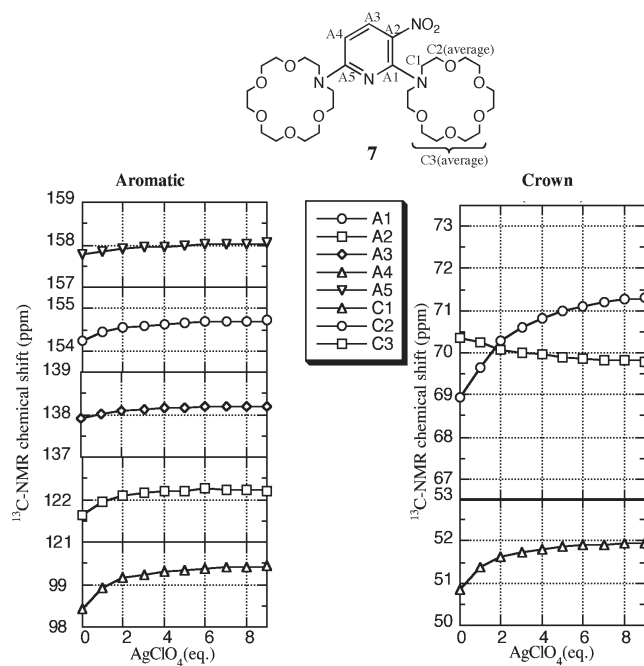 A3
A4
A2
NO₂
A5
N
A1
C1
C2(average)
O
O
N
N
O
O
O
O
O
O
O
O
7
C3(average)
Aromatic
Crown
159
158
157
155
154
139
138
137
122
121
99
98
0 2 4 6 8
AgClO₄(eq.)
¹³C-NMR chemical shift (ppm)
A1
A2
A3
A4
A5
C1
C2
C3
73
72
71
70
69
68
67
53
52
51
50
0 2 4 6 8
AgClO₄(eq.)
¹³C-NMR chemical shift (ppm)